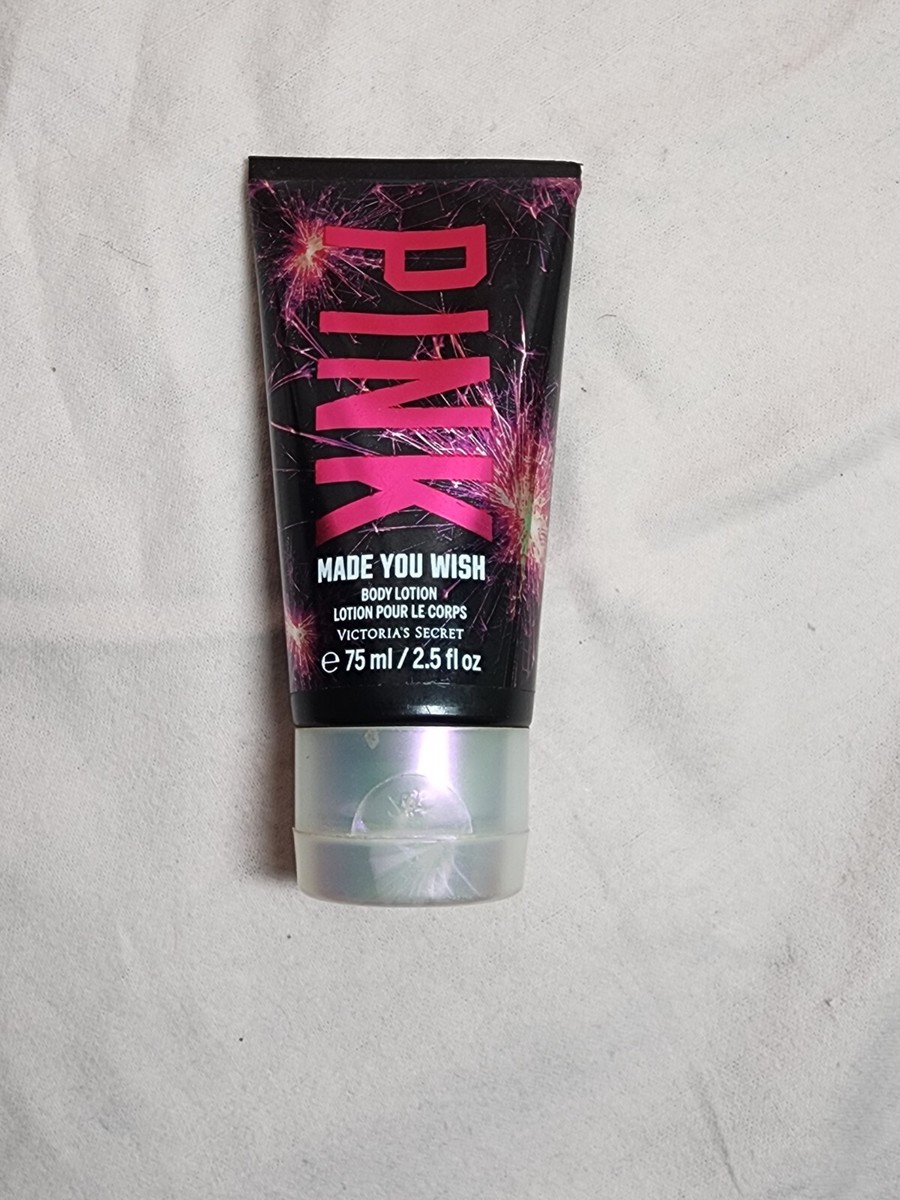 PINK
MADE YOU WISH
BODY LOTION
LOTION POUR LE CORPS
VICTORIA'S SECRET
℮ 75 ml / 2.5 fl oz